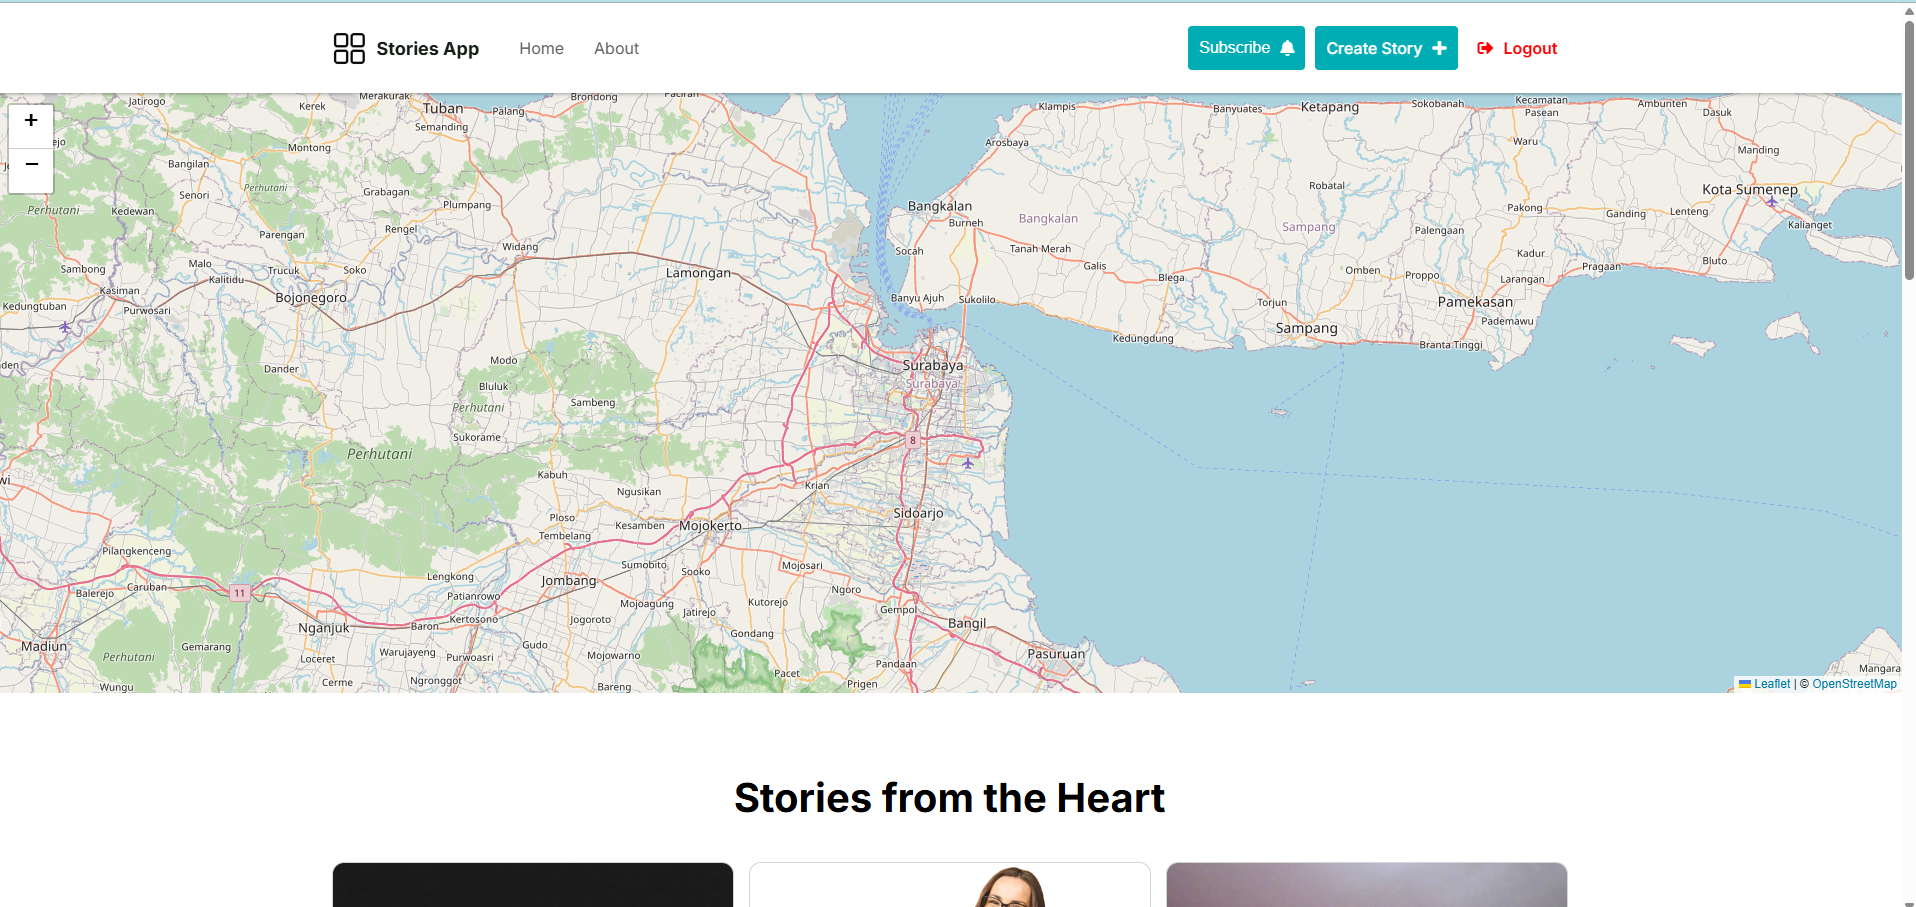 Stories App
Home
About
Subscribe
Create Story
Logout
+
−
Jatirogo
Kerek
Merakurak
Tuban
Palang
Brondong
Paciran
Semanding
Klampis
Banyuates
Ketapang
Sokobanah
Kecamatan
Pasean
Ambunten
Dasuk
Montong
Bangilan
Arosbaya
Waru
Manding
Senori
Perhutani
Grabagan
Plumpang
Robatal
Kota Sumenep
Perhutani
Kedewan
Bangkalan
Burneh
Bangkalan
Sampang
Pakong
Ganding
Lenteng
Kalianget
Parengan
Rengel
Widang
Socah
Tanah Merah
Palengaan
Kadur
Sambong
Malo
Trucuk
Soko
Lamongan
Galis
Blega
Omben
Proppo
Larangan
Pragaan
Bluto
Kasiman
Kalitidu
Kedungtuban
Purwosari
Bojonegoro
Banyu Ajuh
Sukolilo
Torjun
Pamekasan
Pademawu
Kedungdung
Sampang
Branta Tinggi
Modo
Dander
Bluluk
Surabaya
Surabaya
Perhutani
Sambeng
Sukorame
8
Perhutani
Kabuh
Krian
Ngusikan
Ploso
Kesamben
Mojokerto
Sidoarjo
Tembelang
Pilangkenceng
Sumobito
Sooko
Mojosari
Lengkong
Jombang
Caruban
Balerejo
11
Patianrowo
Ngoro
Kutorejo
Mojoagung
Jatirejo
Gempol
Nganjuk
Baron
Kertosono
Jogoroto
Gondang
Bangil
Madiun
Gemarang
Perhutani
Loceret
Warujayeng
Purwoasri
Gudo
Mojowarno
Pandaan
Pasuruan
Wungu
Cerme
Ngronggot
Bareng
Pacet
Prigen
Mangara
Leaflet | © OpenStreetMap
Stories from the Heart